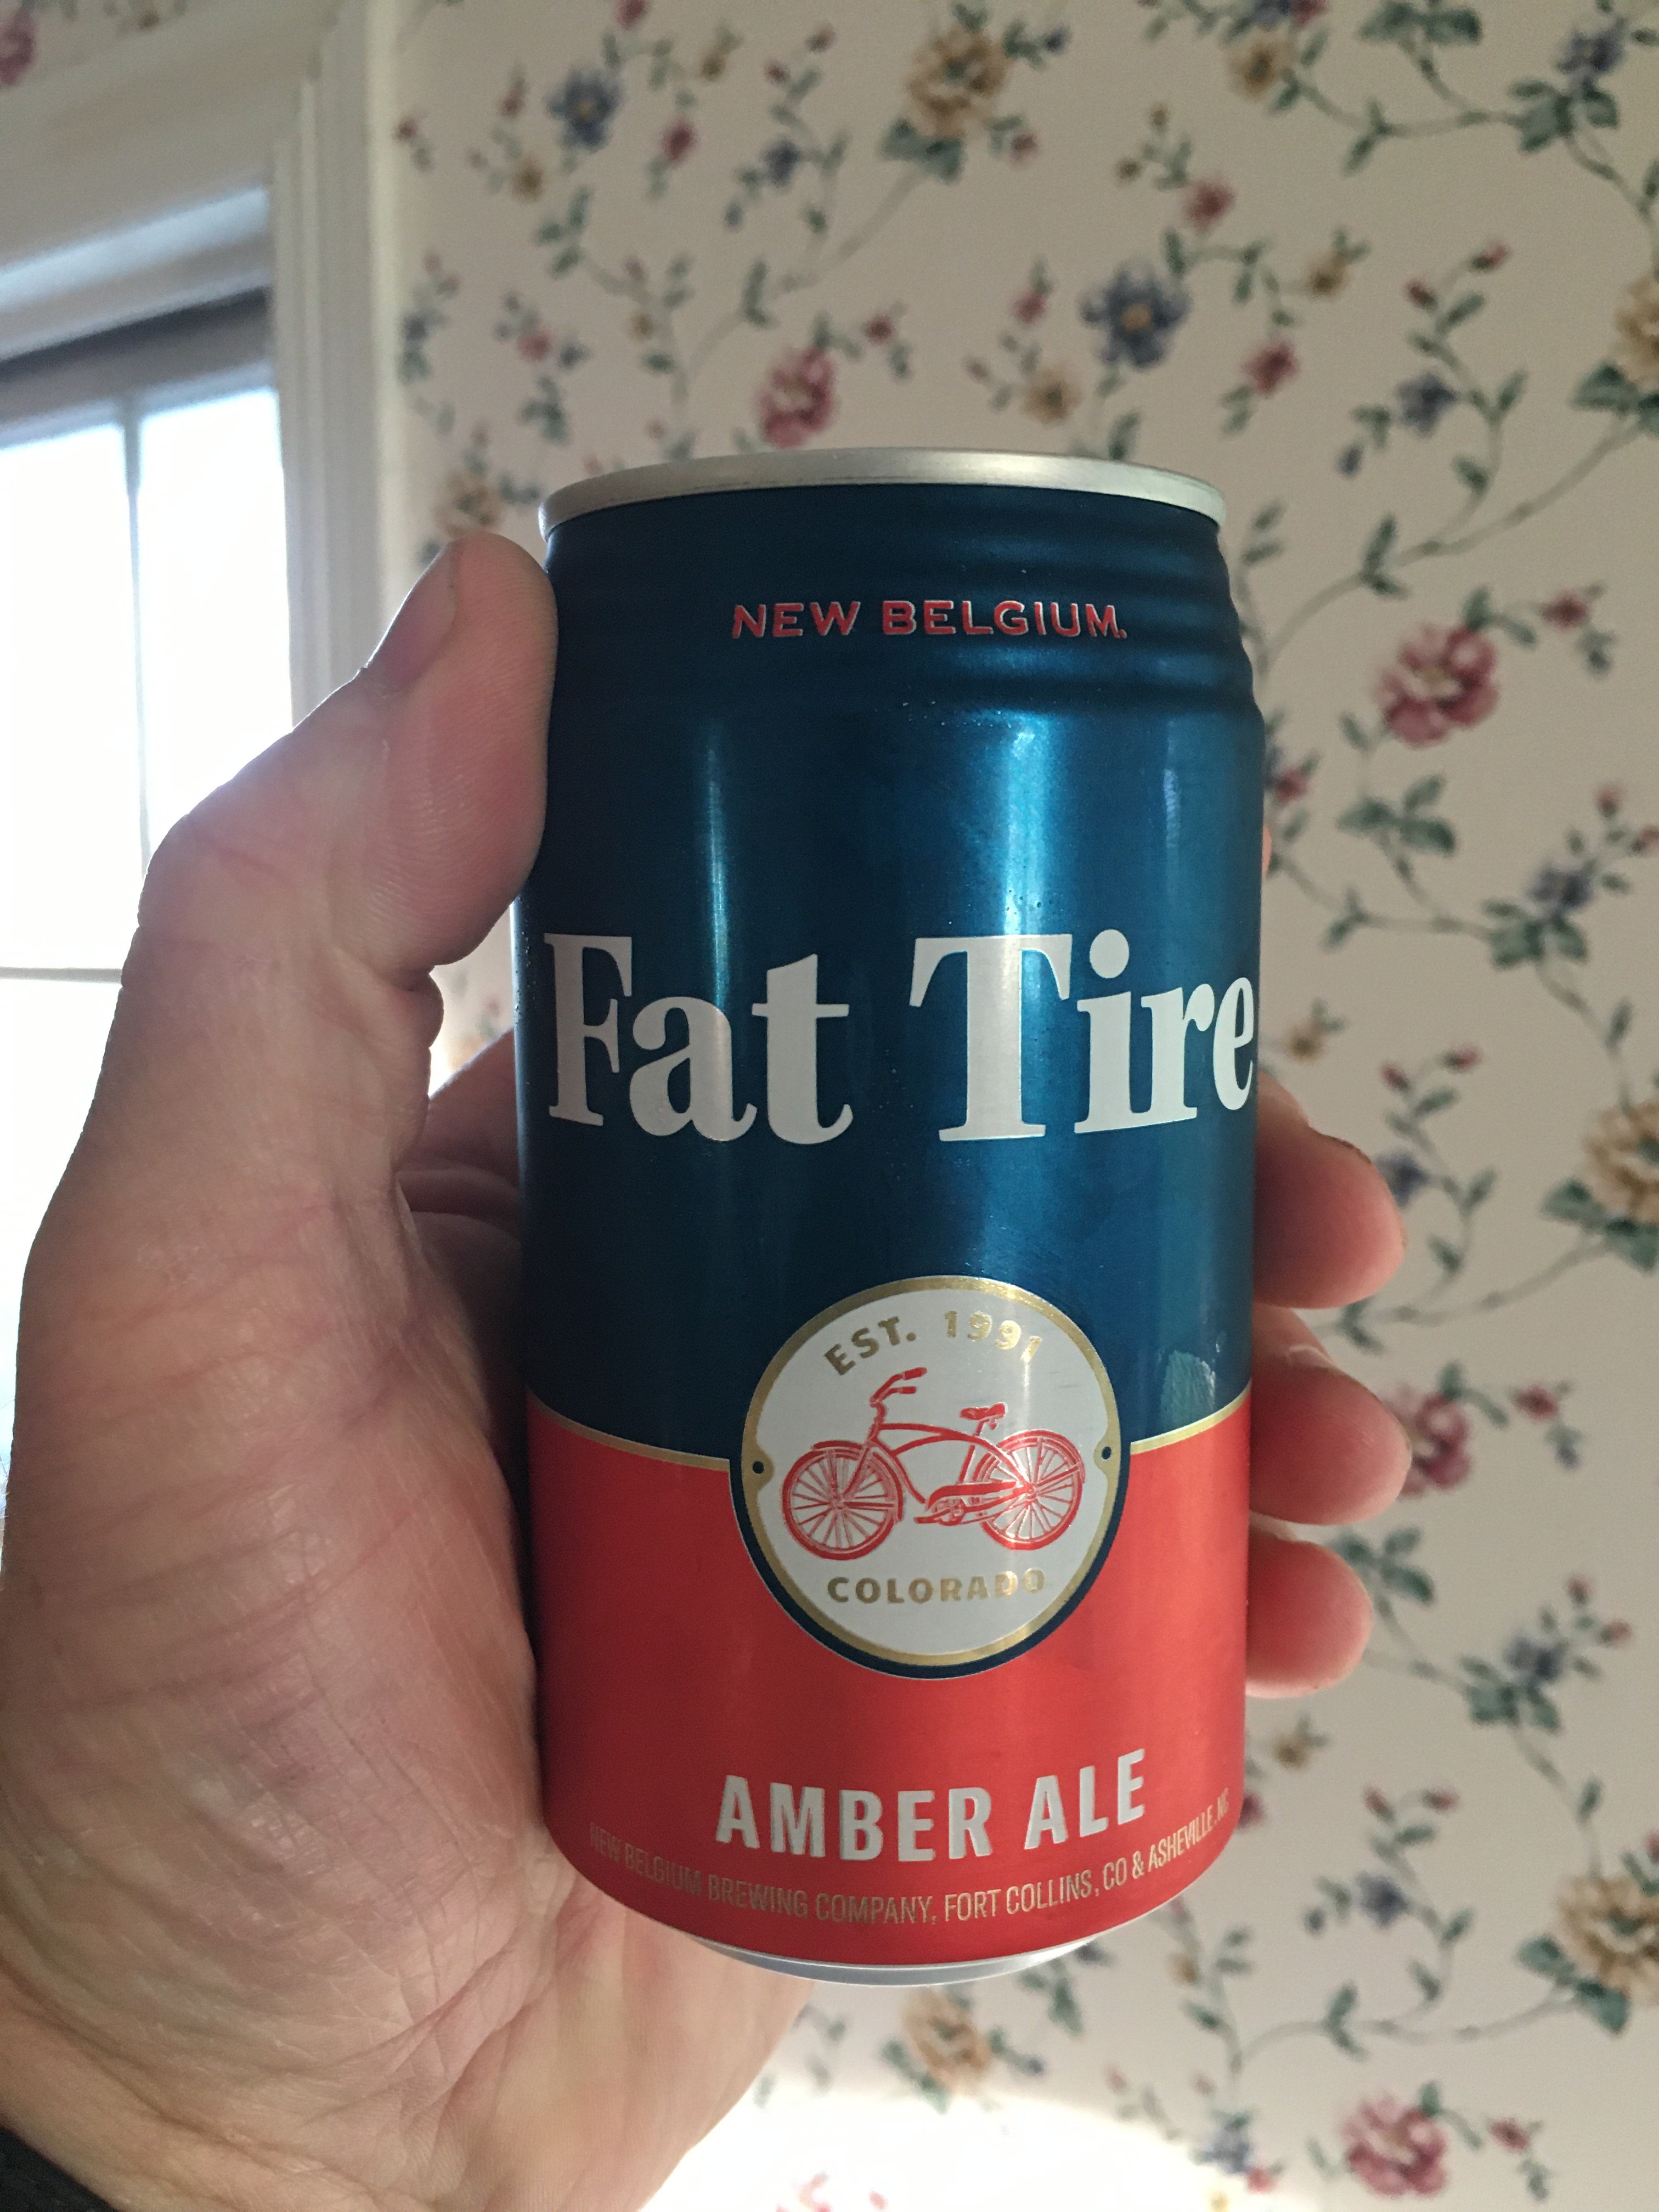 NEW BELGIUM.
Fat Tire
EST. 1991
COLORADO
AMBER ALE
NEW BELGIUM BREWING COMPANY, FORT COLLINS, CO & ASHEVILLE, NC